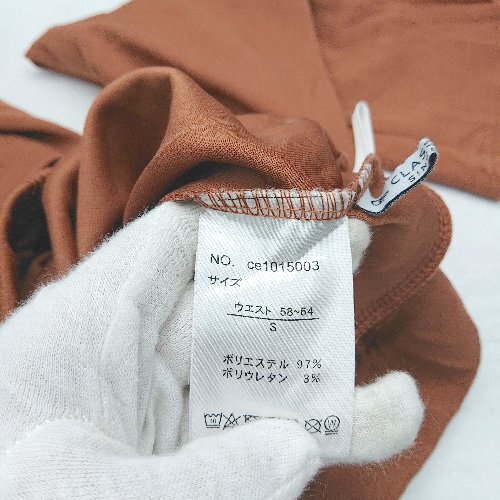 NO. ce1015003
サイズ
ウエスト 58~64
S
ポリエステル 97%
ポリウレタン 3%
CLAS